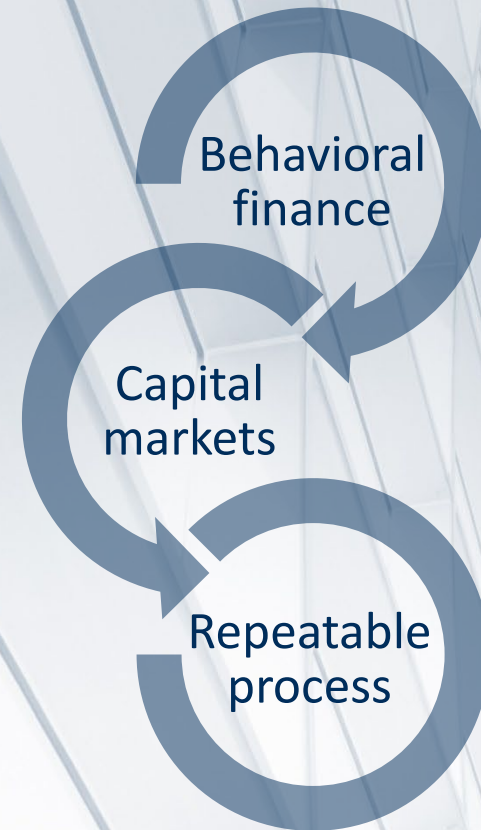 Behavioral
finance
Capital
markets
Repeatable
process